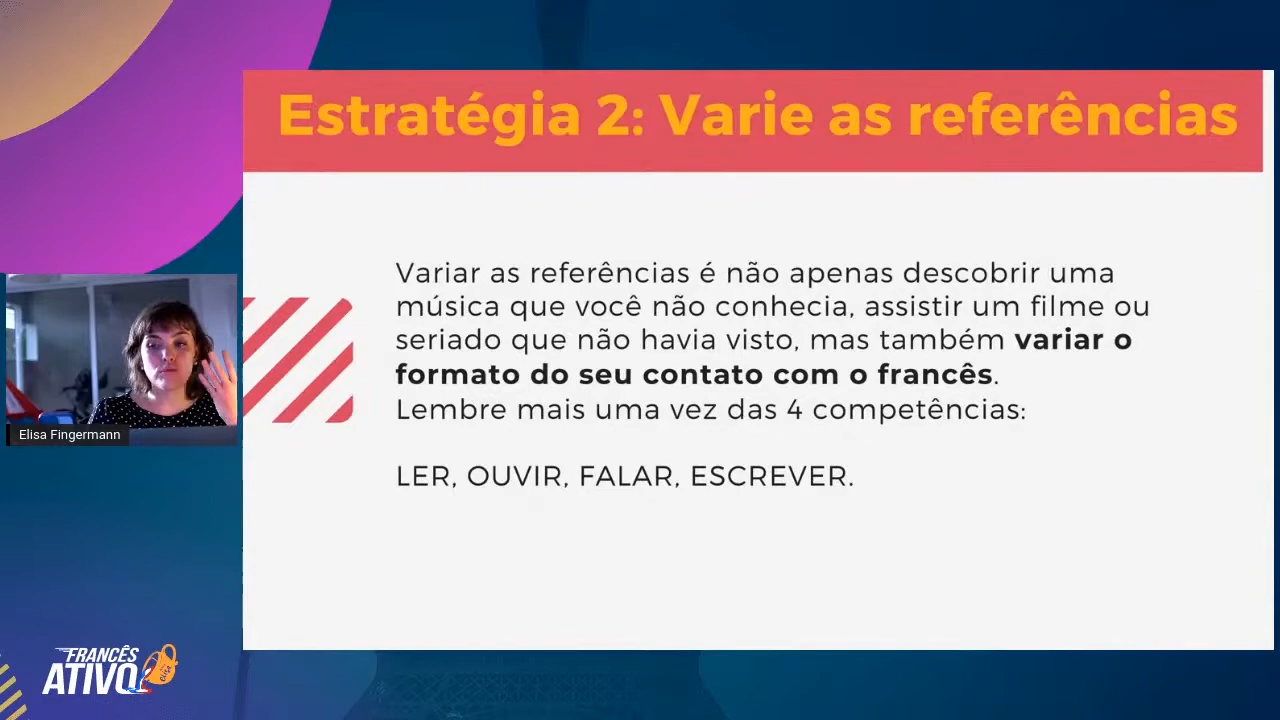 Estratégia 2: Varie as referências
Variar as referências é não apenas descobrir uma
música que você não conhecia, assistir um filme ou
seriado que não havia visto, mas também variar o
formato do seu contato com o francês.
Lembre mais uma vez das 4 competências:
LER, OUVIR, FALAR, ESCREVER.
Elisa Fingermann
FRANCÊS
ATIVO